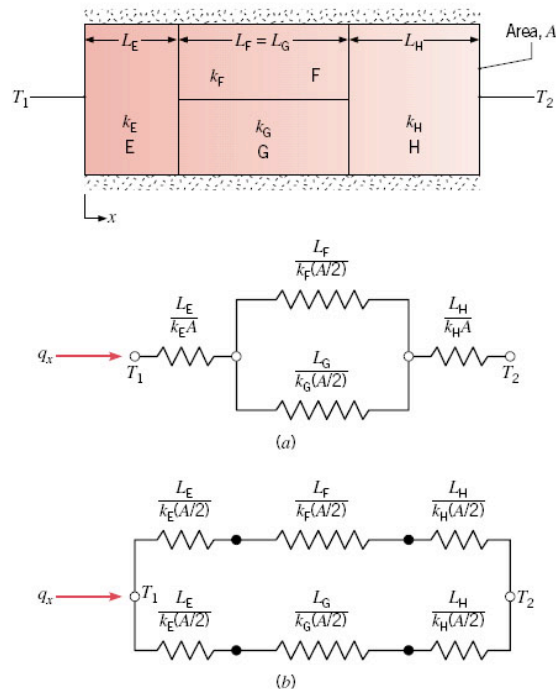 L_E L_F = L_G L_H Area, A
k_F F
T_1 T_2
k_E k_G k_H
E G H
x
L_F/k_F(A/2)
L_E/k_EA L_H/k_HA
q_x T_1 L_G/k_G(A/2) T_2
(a)
L_E/k_E(A/2) L_F/k_F(A/2) L_H/k_H(A/2)
q_x T_1 T_2
L_E/k_E(A/2) L_G/k_G(A/2) L_H/k_H(A/2)
(b)